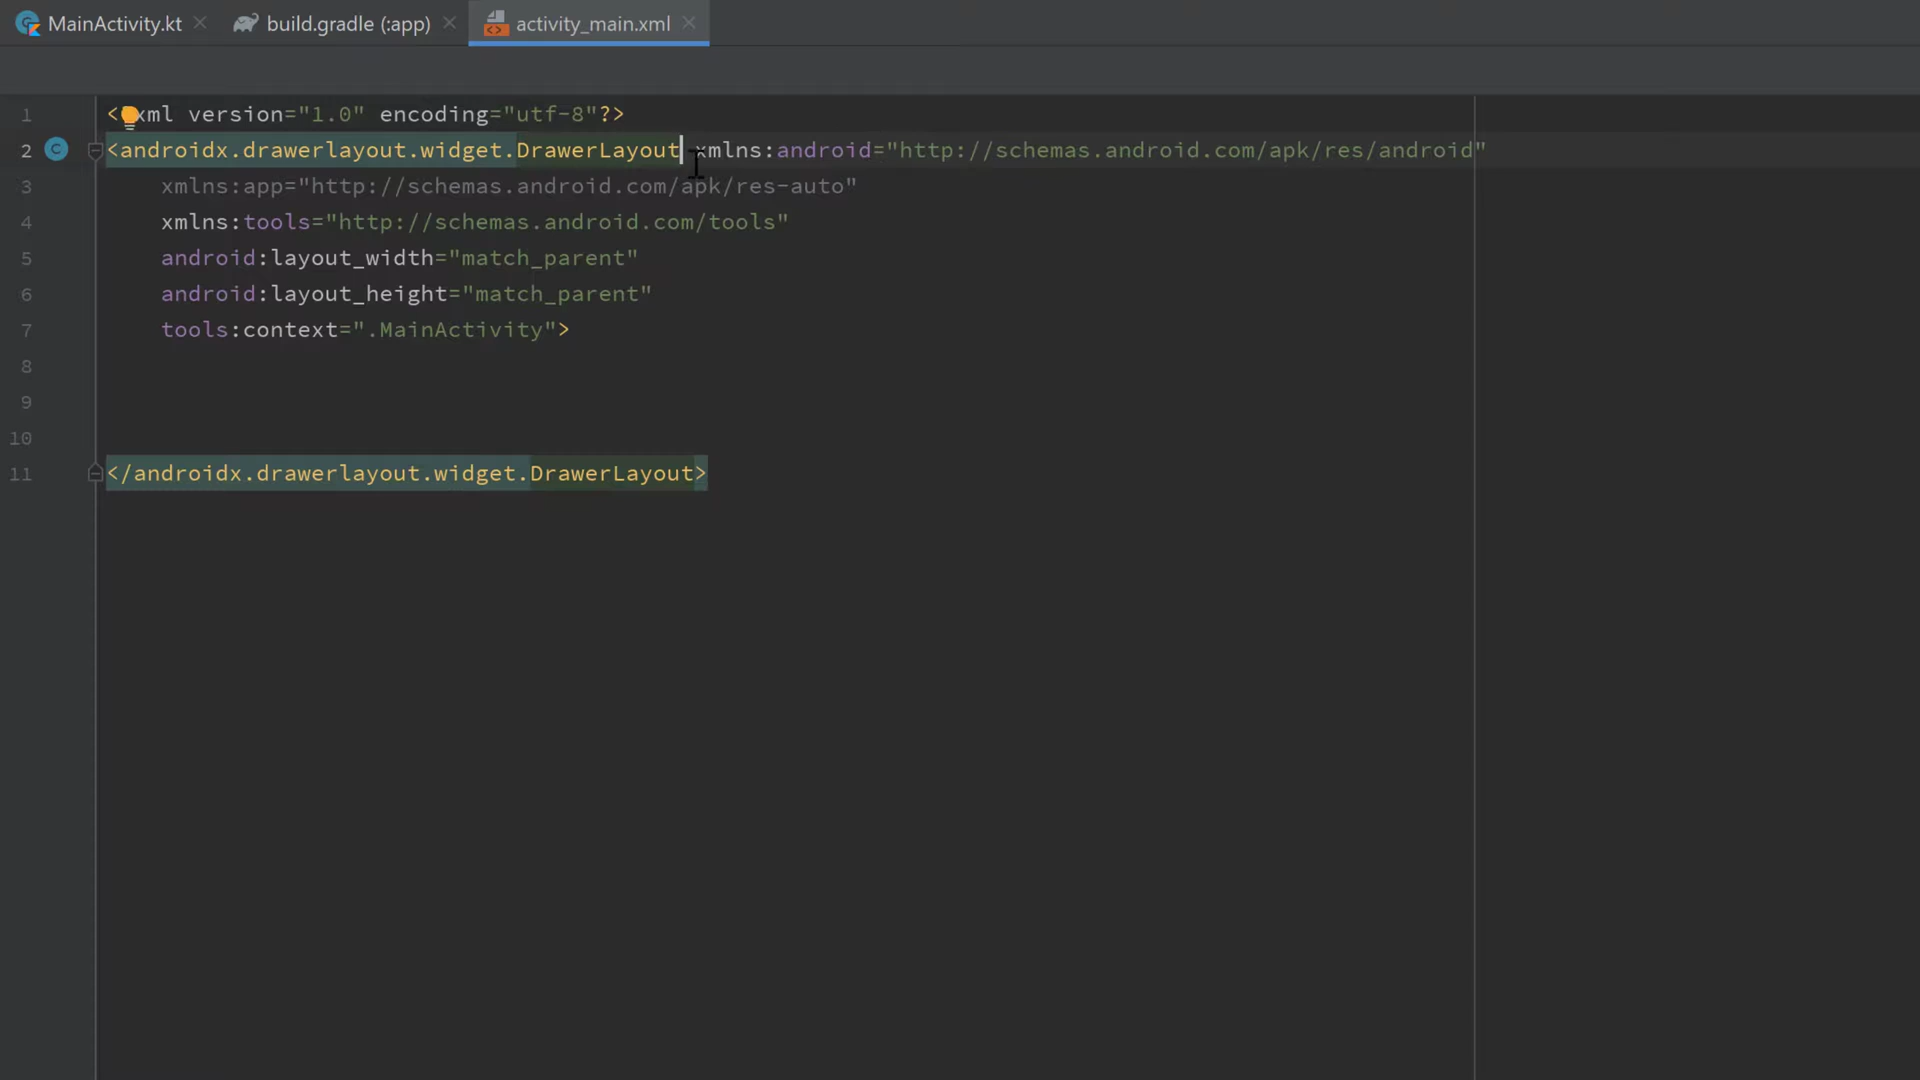 MainActivity.kt
build.gradle (:app)
activity_main.xml
1 <?xml version="1.0" encoding="utf-8"?>
2 <androidx.drawerlayout.widget.DrawerLayout xmlns:android="http://schemas.android.com/apk/res/android"
3 xmlns:app="http://schemas.android.com/apk/res-auto"
4 xmlns:tools="http://schemas.android.com/tools"
5 android:layout_width="match_parent"
6 android:layout_height="match_parent"
7 tools:context=".MainActivity">
8
9
10
11 </androidx.drawerlayout.widget.DrawerLayout>